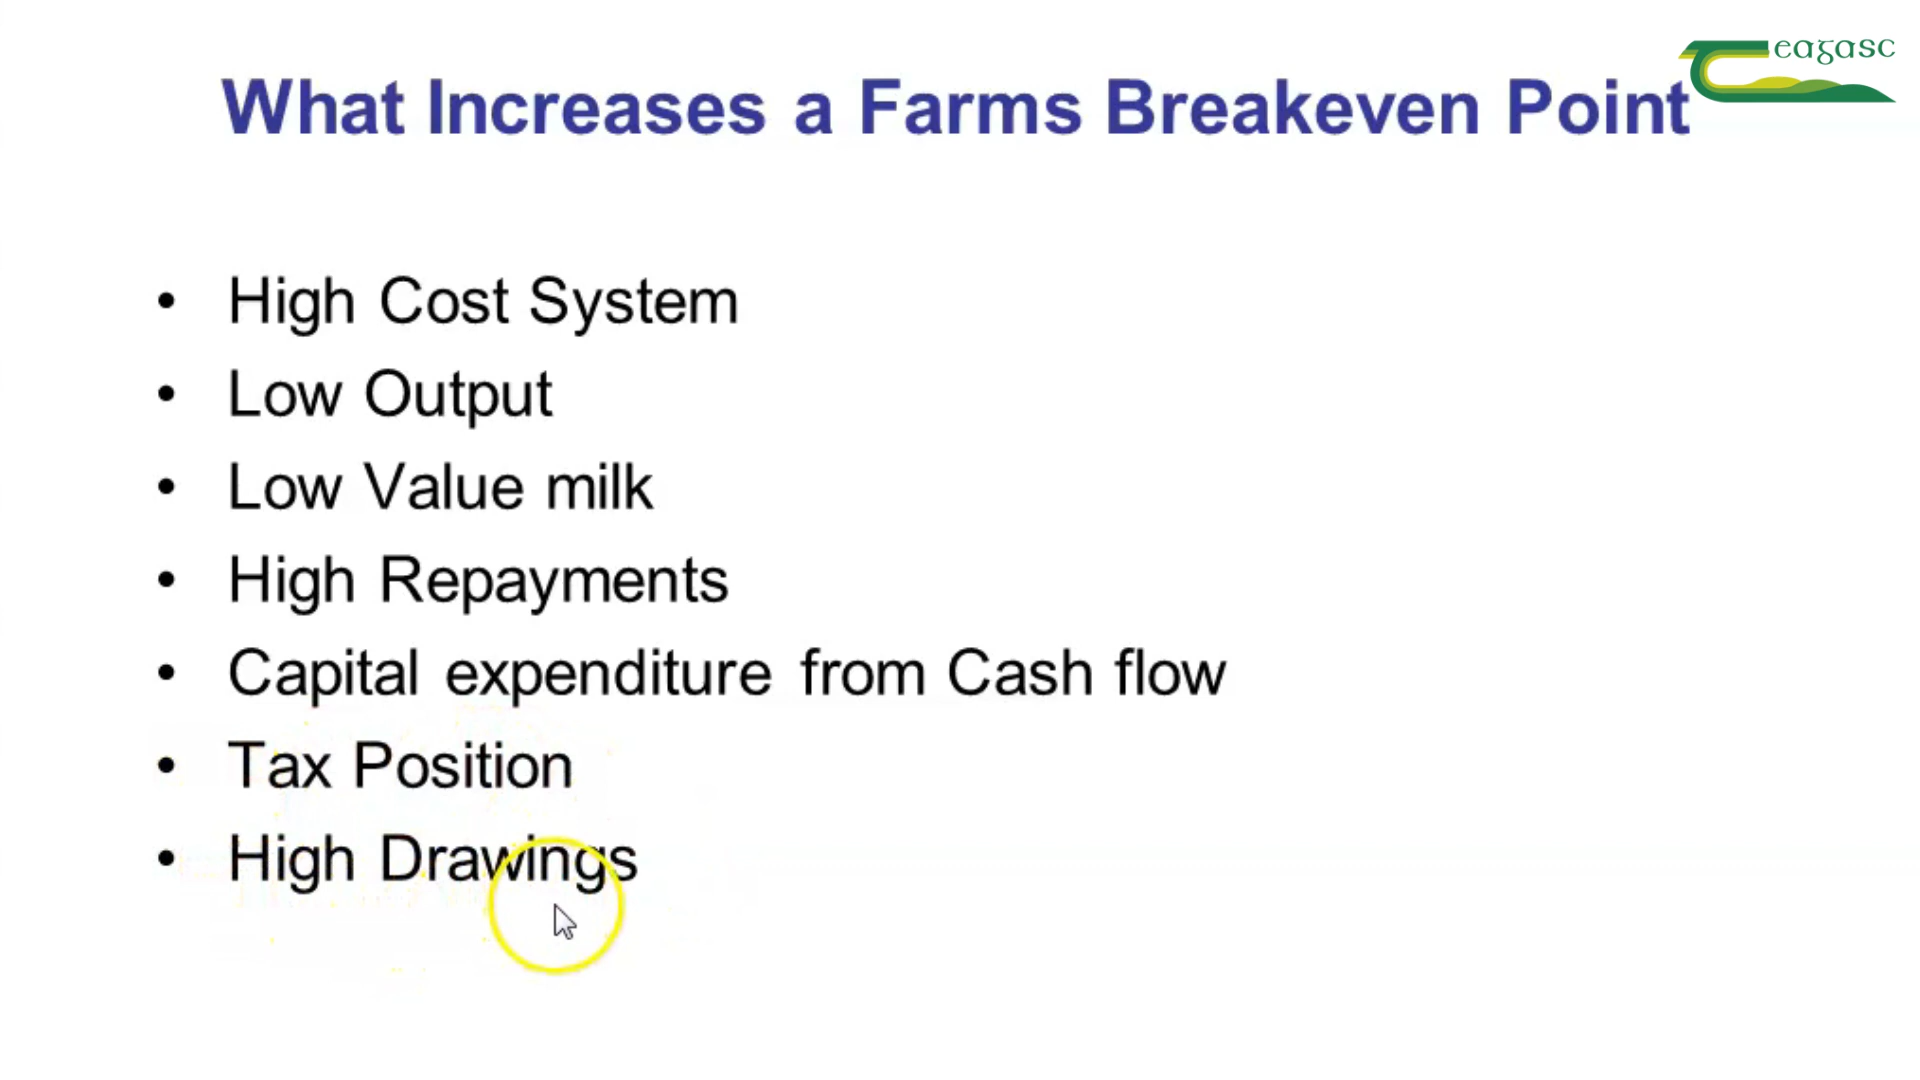 eagasc
What Increases a Farms Breakeven Point
• High Cost System
• Low Output
• Low Value milk
• High Repayments
• Capital expenditure from Cash flow
• Tax Position
• High Drawings